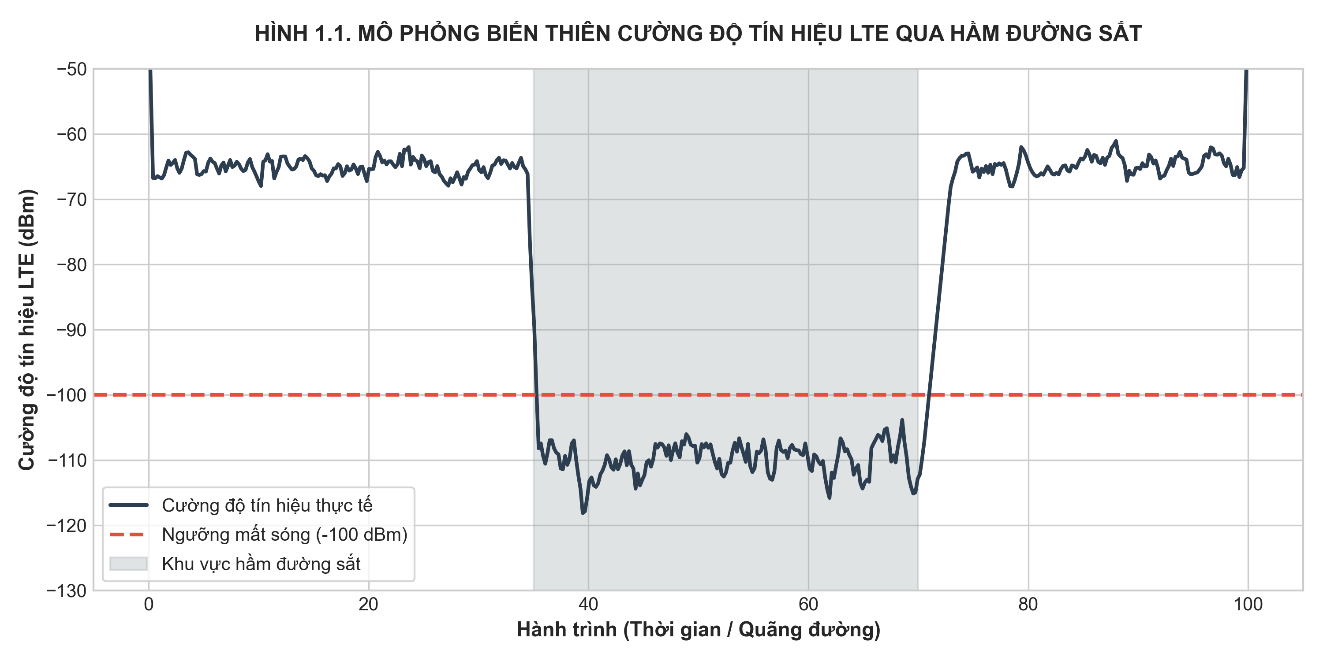 HÌNH 1.1. MÔ PHỎNG BIẾN THIÊN CƯỜNG ĐỘ TÍN HIỆU LTE QUA HẦM ĐƯỜNG SẮT
Cường độ tín hiệu LTE (dBm)
−50
−60
−70
−80
−90
−100
−110
−120
−130
Cường độ tín hiệu thực tế
Ngưỡng mất sóng (-100 dBm)
Khu vực hầm đường sắt
0 20 40 60 80 100
Hành trình (Thời gian / Quãng đường)